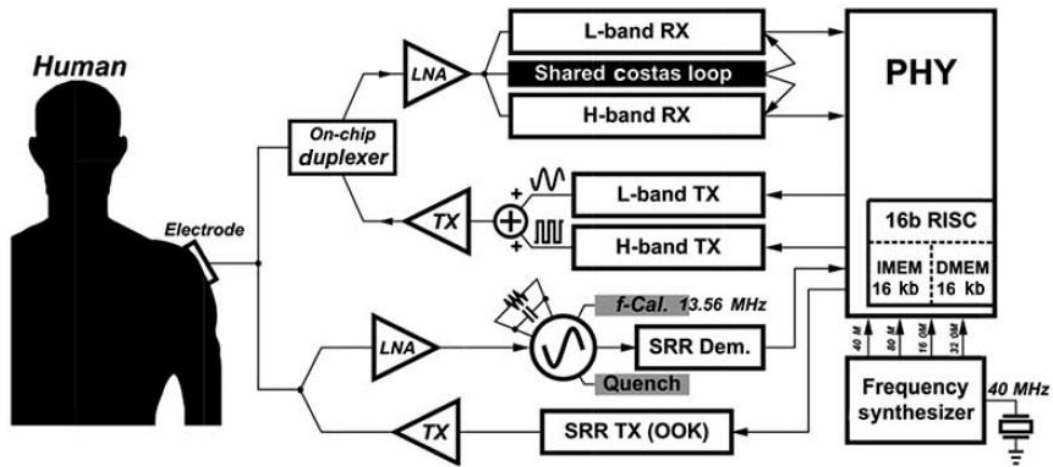 Human
Electrode
On-chip
duplexer
LNA
L-band RX
Shared costas loop
H-band RX
PHY
TX
+
+
L-band TX
H-band TX
16b RISC
IMEM
16 kb
DMEM
16 kb
LNA
f-Cal. 13.56 MHz
SRR Dem.
Quench
TX
SRR TX (OOK)
40 M
80 M
16 0M
32 0M
Frequency
synthesizer
40 MHz